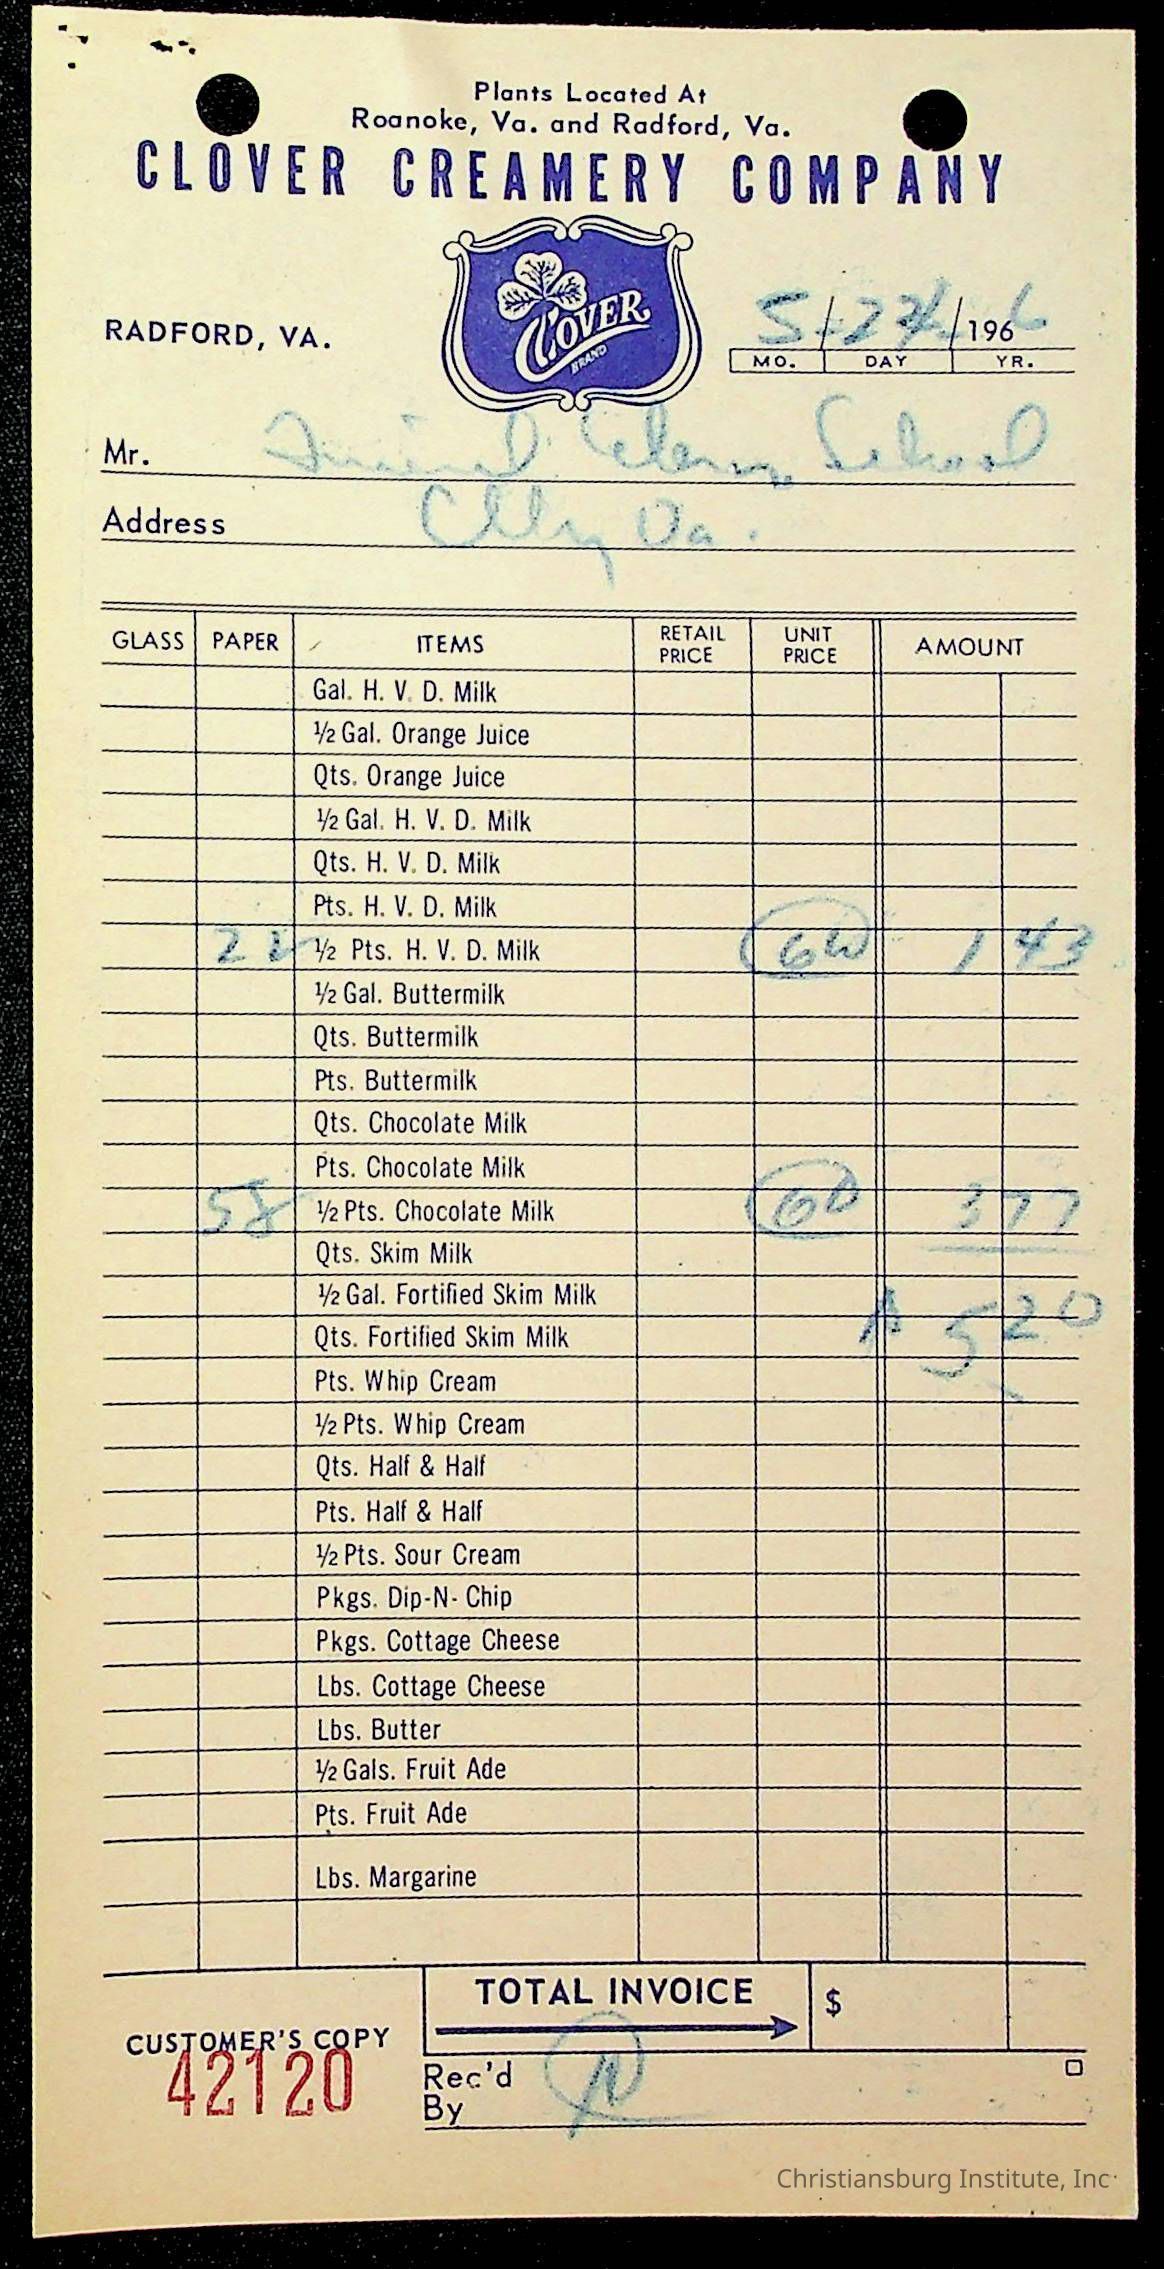 Plants Located At
Roanoke, Va. and Radford, Va.
CLOVER CREAMERY COMPANY
CLOVER
BRAND
RADFORD, VA.
5/24/1966
MO. DAY YR.
Mr. School
Address Va.
GLASS PAPER ITEMS RETAIL PRICE UNIT PRICE AMOUNT
Gal. H. V. D. Milk
½ Gal. Orange Juice
Qts. Orange Juice
½ Gal. H. V. D. Milk
Qts. H. V. D. Milk
Pts. H. V. D. Milk
22 ½ Pts. H. V. D. Milk 1 43
½ Gal. Buttermilk
Qts. Buttermilk
Pts. Buttermilk
Qts. Chocolate Milk
Pts. Chocolate Milk
58 ½ Pts. Chocolate Milk 3 77
Qts. Skim Milk
½ Gal. Fortified Skim Milk
5 20
Qts. Fortified Skim Milk
Pts. Whip Cream
½ Pts. Whip Cream
Qts. Half & Half
Pts. Half & Half
½ Pts. Sour Cream
Pkgs. Dip-N-Chip
Pkgs. Cottage Cheese
Lbs. Cottage Cheese
Lbs. Butter
½ Gals. Fruit Ade
Pts. Fruit Ade
Lbs. Margarine
TOTAL INVOICE $
CUSTOMER'S COPY
42120
Rec'd
By
Christiansburg Institute, Inc